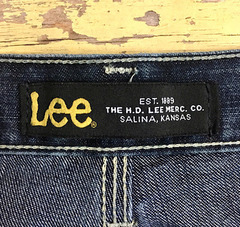 Lee®
EST. 1889
THE H.D. LEE MERC. CO.
SALINA, KANSAS